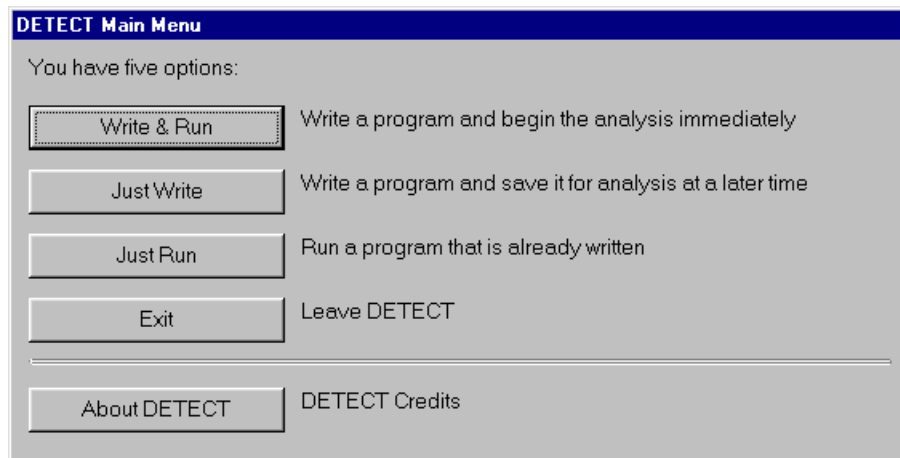 DETECT Main Menu
You have five options:
Write & Run Write a program and begin the analysis immediately
Just Write Write a program and save it for analysis at a later time
Just Run Run a program that is already written
Exit Leave DETECT
About DETECT DETECT Credits